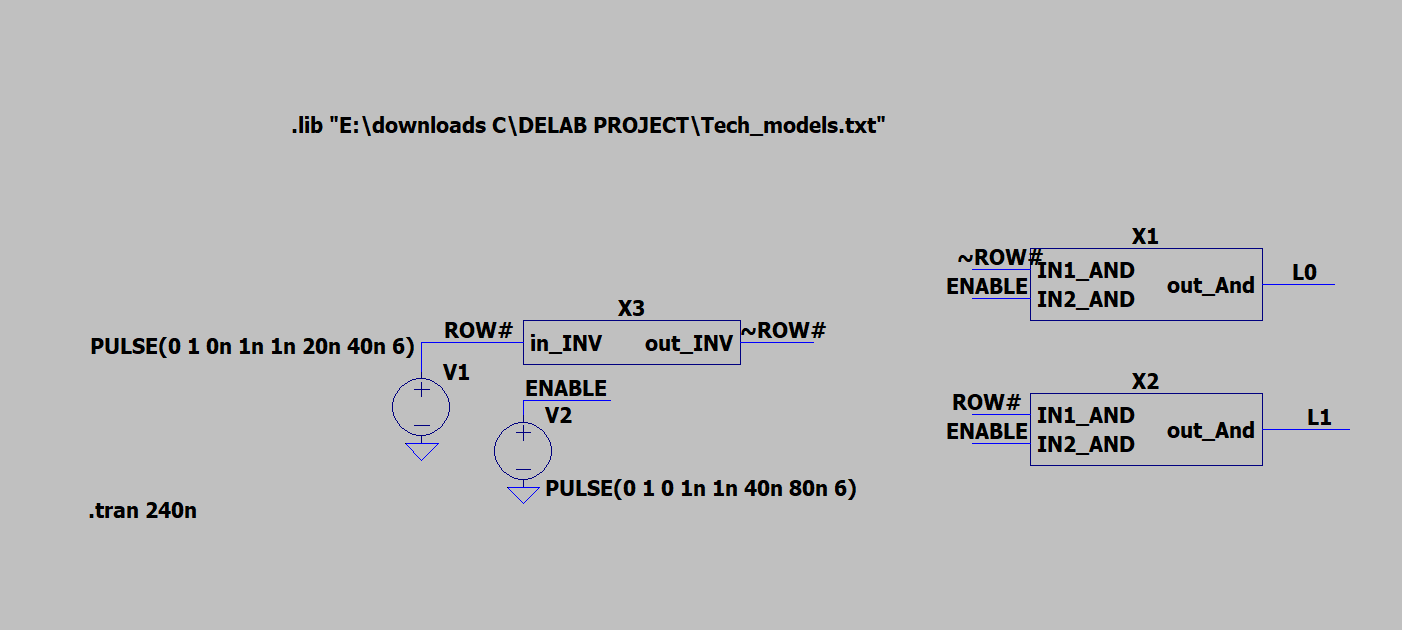 .lib "E:\downloads C\DELAB PROJECT\Tech_models.txt"
X1
~ROW#
IN1_AND
ENABLE
IN2_AND
out_And
L0
X3
ROW#
in_INV
out_INV
~ROW#
PULSE(0 1 0n 1n 1n 20n 40n 6)
V1
ENABLE
V2
PULSE(0 1 0 1n 1n 40n 80n 6)
X2
ROW#
IN1_AND
ENABLE
IN2_AND
out_And
L1
.tran 240n